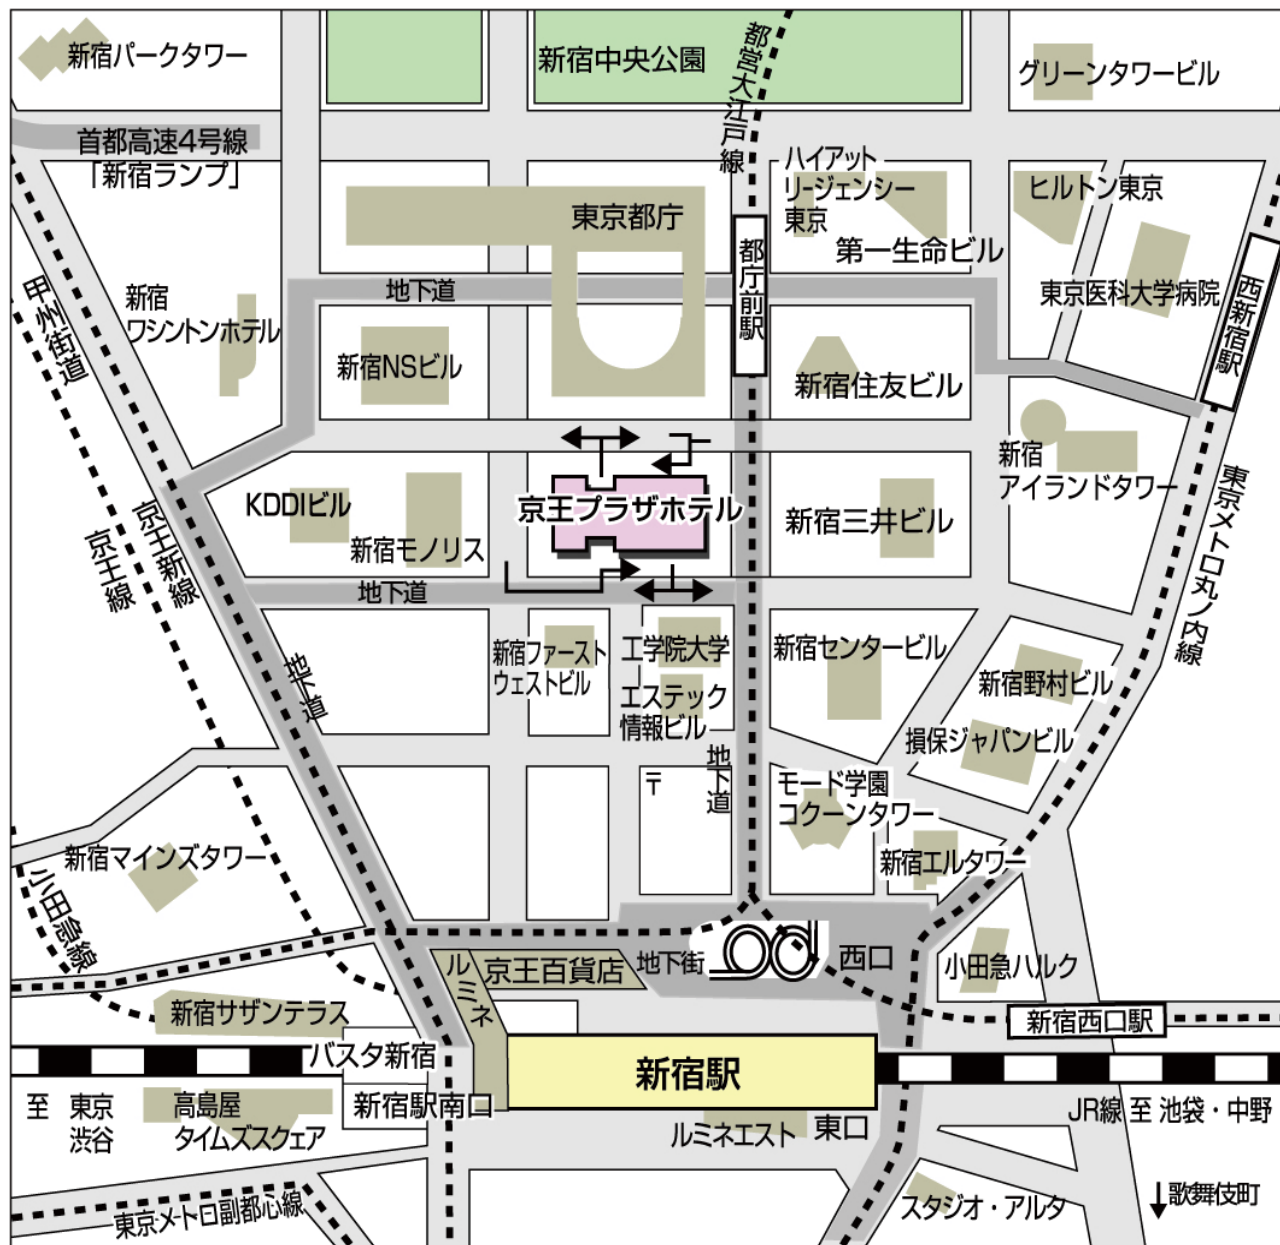 新宿パークタワー
新宿中央公園
都営大江戸線
グリーンタワービル
首都高速4号線
「新宿ランプ」
ハイアット
リージェンシー
東京
ヒルトン東京
東京都庁
第一生命ビル
都庁前駅
東京医科大学病院
西新宿駅
地下道
甲州街道
新宿
ワシントンホテル
新宿NSビル
新宿住友ビル
新宿
アイランドタワー
東京メトロ丸ノ内線
KDDIビル
新宿モノリス
京王プラザホテル
新宿三井ビル
京王新線
京王線
地下道
新宿ファースト
ウェストビル
工学院大学
エステック
情報ビル
新宿センタービル
新宿野村ビル
損保ジャパンビル
地下道
地下道
〒
モード学園
コクーンタワー
新宿エルタワー
新宿マインズタワー
小田急線
ルミネ
京王百貨店
地下街
西口
小田急ハルク
新宿サザンテラス
新宿西口駅
バスタ新宿
新宿駅
新宿駅南口
至 東京
渋谷
高島屋
タイムズスクェア
ルミネエスト
東口
JR線 至 池袋・中野
東京メトロ副都心線
スタジオ・アルタ
↓歌舞伎町